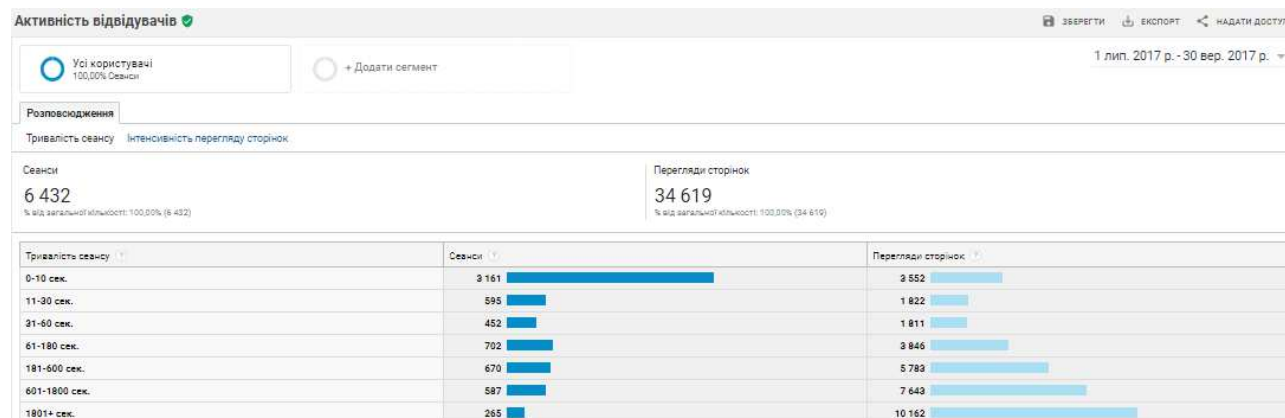 Активність відвідувачів
ЗБЕРЕГТИ ЕКСПОРТ НАДАТИ ДОСТУП
Усі користувачі
100,00% Сеанси
+ Додати сегмент
1 лип. 2017 р. - 30 вер. 2017 р.
Розповсюдження
Тривалість сеансу Інтенсивність перегляду сторінок
Сеанси Перегляди сторінок
6 432 34 619
% від загальної кількості: 100,00% (6 432) % від загальної кількості: 100,00% (34 619)
Тривалість сеансу ? Сеанси ? Перегляди сторінок ?
0-10 сек. 3 161 3 552
11-30 сек. 595 1 822
31-60 сек. 452 1 811
61-180 сек. 702 3 846
181-600 сек. 670 5 783
601-1800 сек. 587 7 643
1801+ сек. 265 10 162